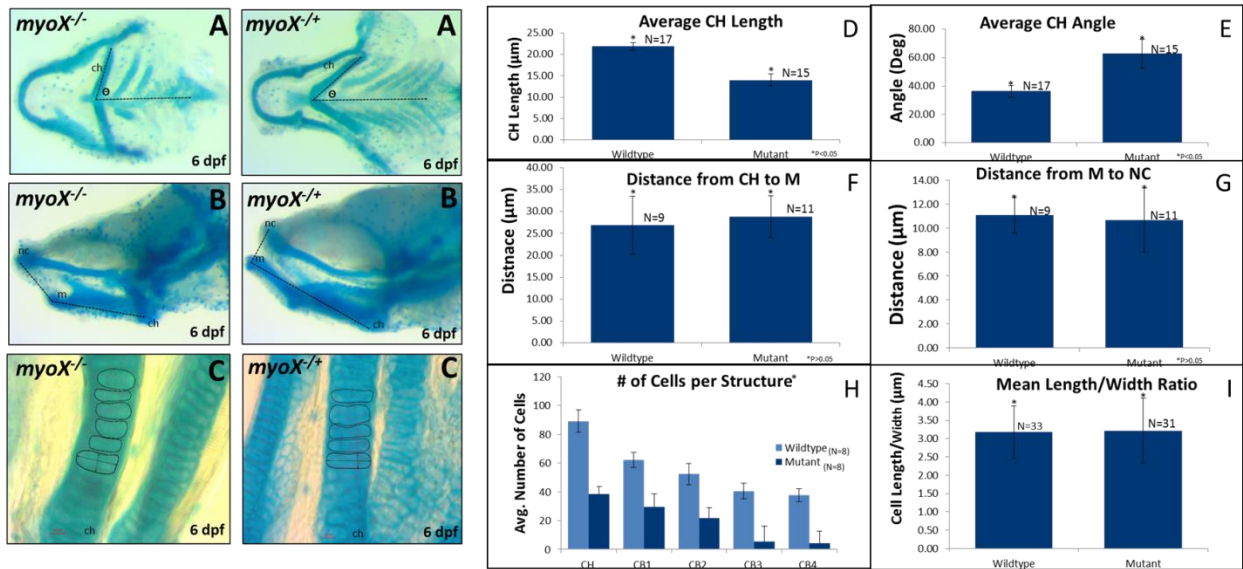 myoX-/-
A
ch
Θ
6 dpf
myoX-/+
A
ch
Θ
6 dpf
myoX-/-
B
nc
m
ch
6 dpf
myoX-/+
B
nc
m
ch
6 dpf
myoX-/-
C
ch
6 dpf
myoX-/+
C
ch
6 dpf
Average CH Length
D
CH Length (µm)
25.00
20.00
15.00
10.00
5.00
0.00
* N=17
* N=15
Wildtype
Mutant
*P<0.05
Average CH Angle
E
Angle (Deg)
80.00
60.00
40.00
20.00
0.00
* N=17
* N=15
Wildtype
Mutant
*P<0.05
Distance from CH to M
F
Distnace (µm)
40.00
35.00
30.00
25.00
20.00
15.00
10.00
5.00
0.00
* N=9
* N=11
Wildtype
Mutant
*P>0.05
Distance from M to NC
G
Distance (µm)
14.00
12.00
10.00
8.00
6.00
4.00
2.00
0.00
* N=9
* N=11
Wildtype
Mutant
*P>0.05
# of Cells per Structure*
H
Avg. Number of Cells
120
100
80
60
40
20
0
Wildtype (N=8)
Mutant (N=8)
CH CB1 CB2 CB3 CB4
Mean Length/Width Ratio
I
Cell Length/Width (µm)
4.50
4.00
3.50
3.00
2.50
2.00
1.50
1.00
0.50
0.00
* N=33
* N=31
Wildtype
Mutant